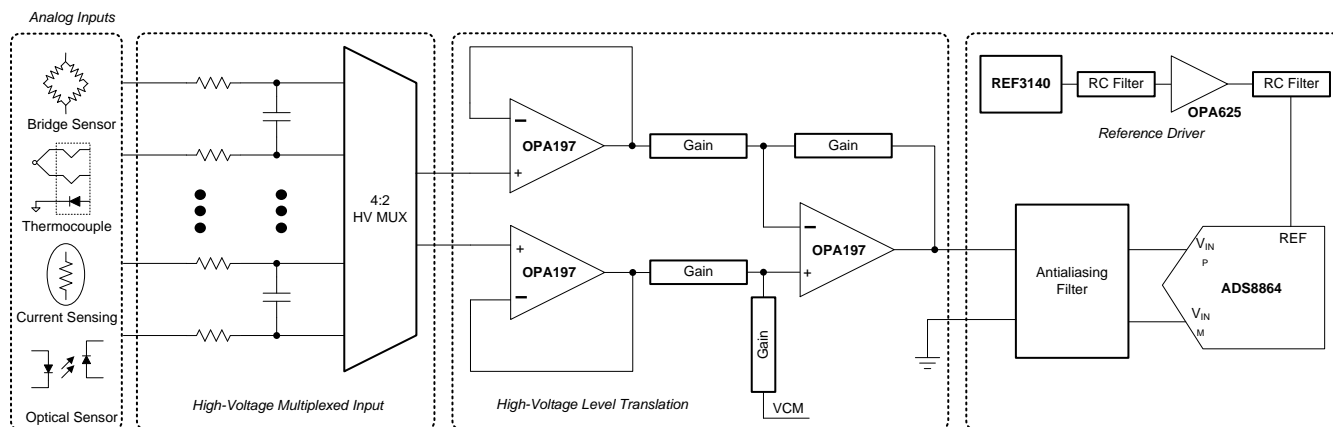 Analog Inputs
Bridge Sensor
Thermocouple
Current Sensing
Optical Sensor
4:2
HV MUX
High-Voltage Multiplexed Input
OPA197
+
Gain
Gain
OPA197
+
OPA197
+
Gain
Gain
VCM
High-Voltage Level Translation
REF3140
RC Filter
OPA625
RC Filter
Reference Driver
Antialiasing
Filter
REF
VIN
P
ADS8864
VIN
M